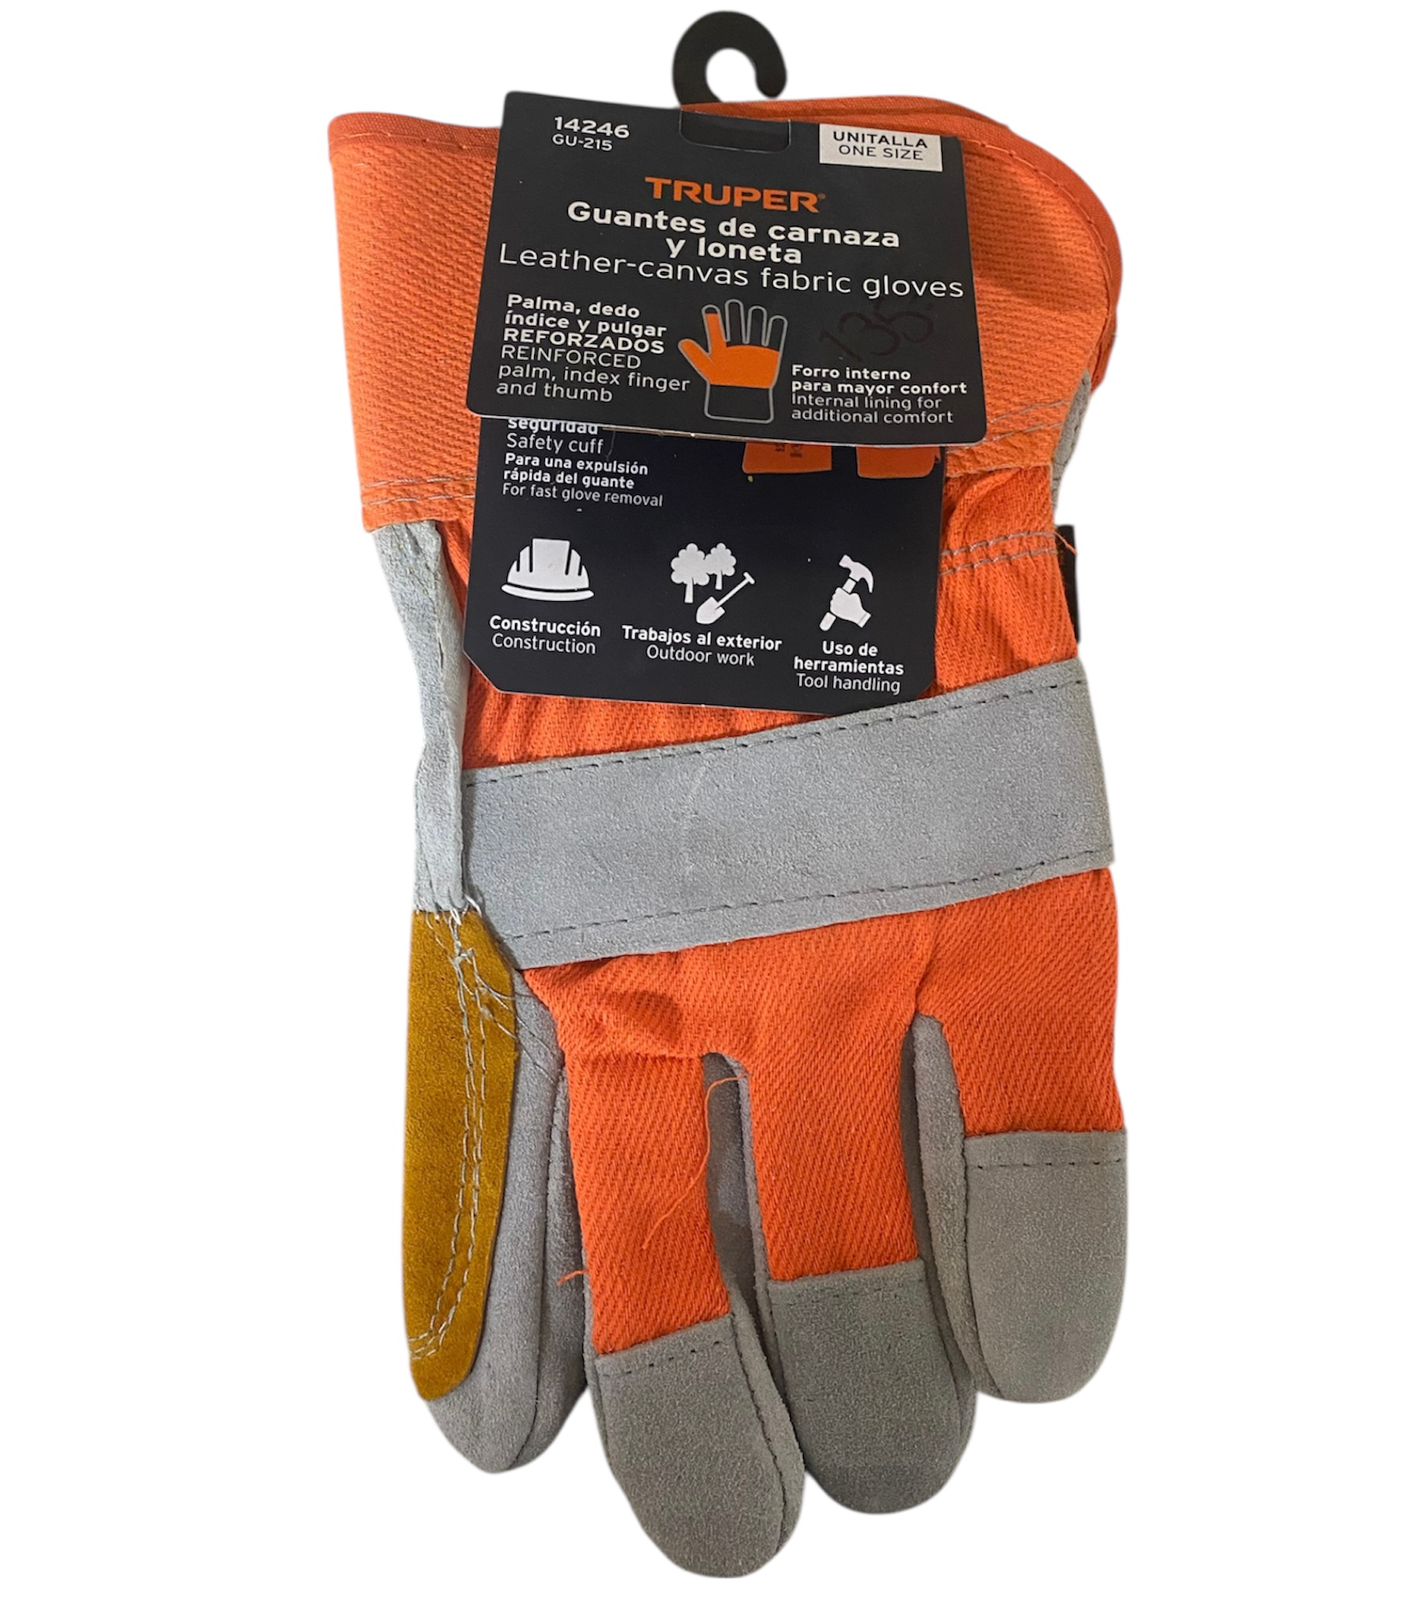 14246
GU-215
UNITALLA
ONE SIZE
TRUPER®
Guantes de carnaza
y loneta
Leather-canvas fabric gloves
Palma, dedo
índice y pulgar
REFORZADOS
REINFORCED
palm, index finger
and thumb
135
Forro interno
para mayor confort
Internal lining for
additional comfort
seguridad
Safety cuff
Para una expulsión
rápida del guante
For fast glove removal
Construcción
Construction
Trabajos al exterior
Outdoor work
Uso de
herramientas
Tool handling